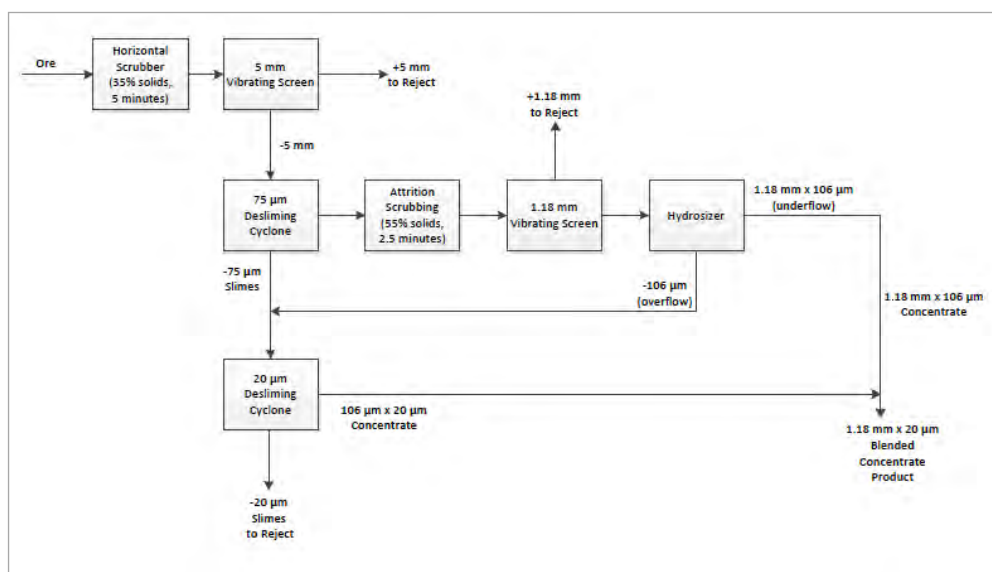 Ore
Horizontal
Scrubber
(35% solids,
5 minutes)
5 mm
Vibrating Screen
+5 mm
to Reject
+1.18 mm
to Reject
-5 mm
75 µm
Desliming
Cyclone
Attrition
Scrubbing
(55% solids,
2.5 minutes)
1.18 mm
Vibrating Screen
Hydrosizer
1.18 mm x 106 µm
(underflow)
-75 µm
Slimes
-106 µm
(overflow)
1.18 mm x 106 µm
Concentrate
20 µm
Desliming
Cyclone
106 µm x 20 µm
Concentrate
1.18 mm x 20 µm
Blended
Concentrate
Product
-20 µm
Slimes
to Reject